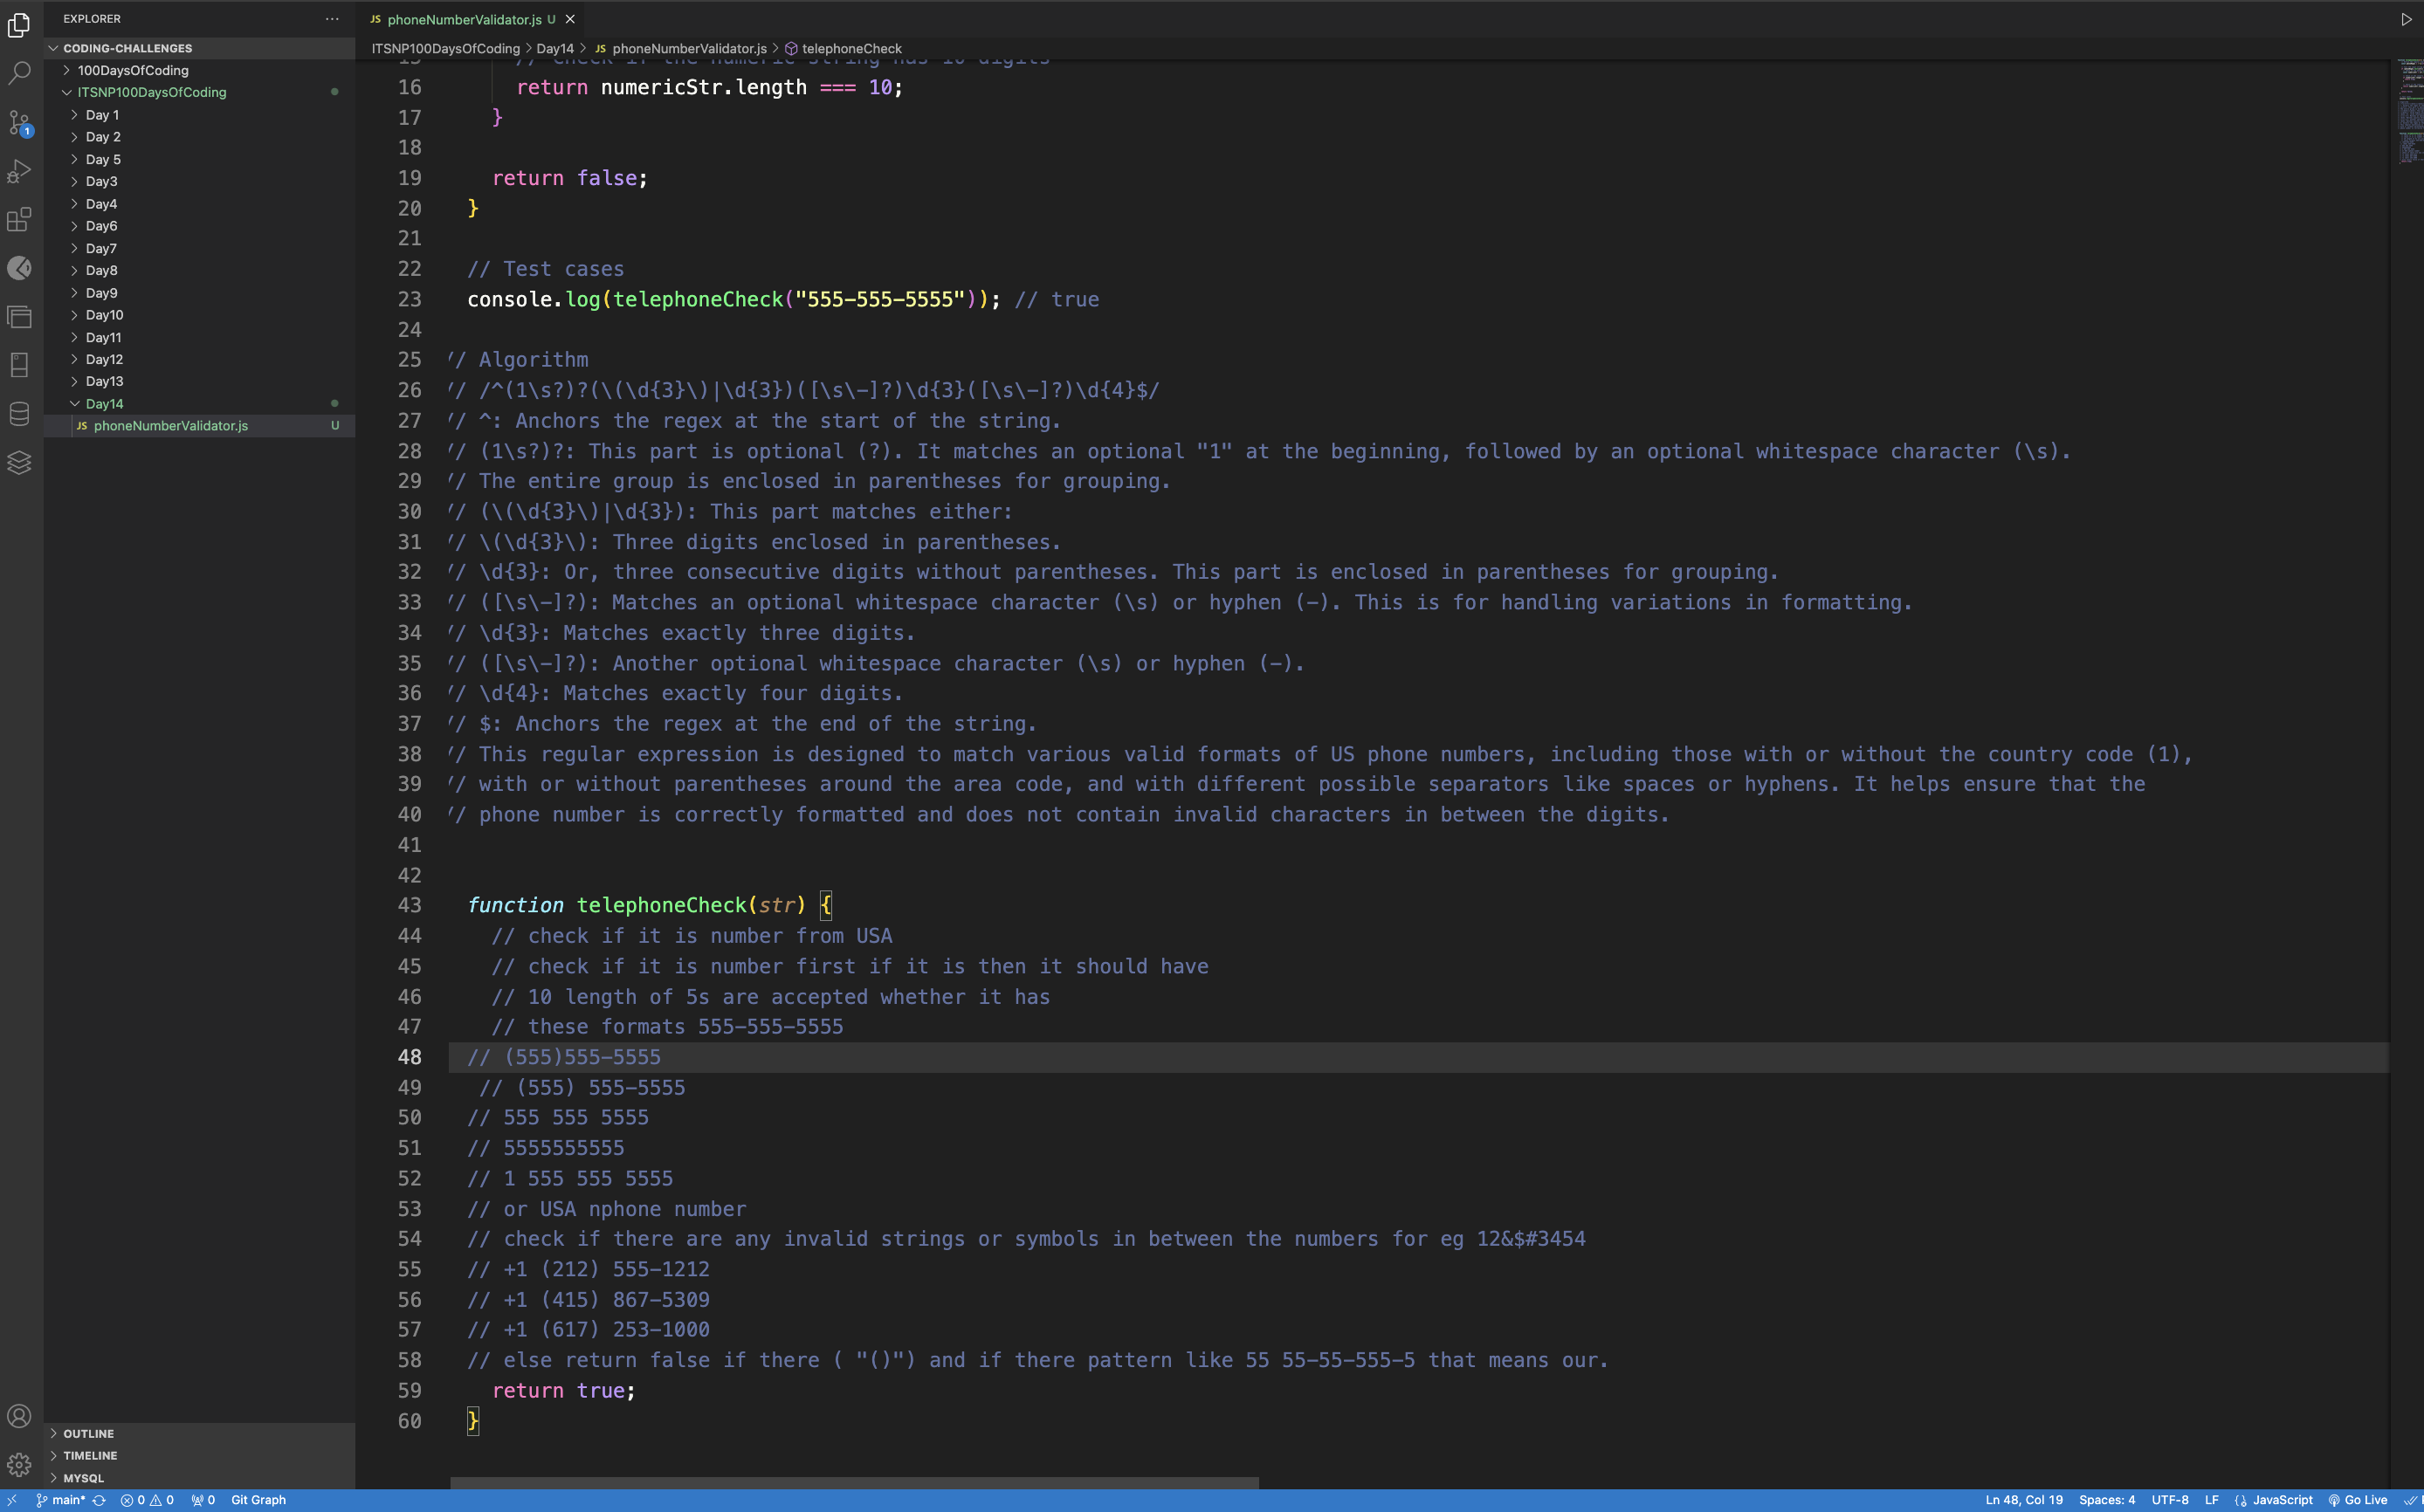 EXPLORER
CODING-CHALLENGES
100DaysOfCoding
ITSNP100DaysOfCoding
Day 1
Day 2
Day 5
Day3
Day4
Day6
Day7
Day8
Day9
Day10
Day11
Day12
Day13
Day14
JS phoneNumberValidator.js U
OUTLINE
TIMELINE
MYSQL
1
JS phoneNumberValidator.js U
ITSNP100DaysOfCoding > Day14 > JS phoneNumberValidator.js > telephoneCheck
15 // Check if the numeric string has 10 digits
16 return numericStr.length === 10;
17 }
18
19 return false;
20 }
21
22 // Test cases
23 console.log(telephoneCheck("555-555-5555")); // true
24
25 // Algorithm
26 // /^(1\s?)?(\(\d{3}\)|\d{3})([\s\-]?)\d{3}([\s\-]?)\d{4}$/
27 // ^: Anchors the regex at the start of the string.
28 // (1\s?)?: This part is optional (?). It matches an optional "1" at the beginning, followed by an optional whitespace character (\s).
29 // The entire group is enclosed in parentheses for grouping.
30 // (\(\d{3}\)|\d{3}): This part matches either:
31 // \(\d{3}\): Three digits enclosed in parentheses.
32 // \d{3}: Or, three consecutive digits without parentheses. This part is enclosed in parentheses for grouping.
33 // ([\s\-]?): Matches an optional whitespace character (\s) or hyphen (-). This is for handling variations in formatting.
34 // \d{3}: Matches exactly three digits.
35 // ([\s\-]?): Another optional whitespace character (\s) or hyphen (-).
36 // \d{4}: Matches exactly four digits.
37 // $: Anchors the regex at the end of the string.
38 // This regular expression is designed to match various valid formats of US phone numbers, including those with or without the country code (1),
39 // with or without parentheses around the area code, and with different possible separators like spaces or hyphens. It helps ensure that the
40 // phone number is correctly formatted and does not contain invalid characters in between the digits.
41
42
43 function telephoneCheck(str) {
44 // check if it is number from USA
45 // check if it is number first if it is then it should have
46 // 10 length of 5s are accepted whether it has
47 // these formats 555-555-5555
48 // (555)555-5555
49 // (555) 555-5555
50 // 555 555 5555
51 // 5555555555
52 // 1 555 555 5555
53 // or USA nphone number
54 // check if there are any invalid strings or symbols in between the numbers for eg 12&$#3454
55 // +1 (212) 555-1212
56 // +1 (415) 867-5309
57 // +1 (617) 253-1000
58 // else return false if there ( "()") and if there pattern like 55 55-55-555-5 that means our.
59 return true;
60 }
main* 0 0 0 Git Graph
Ln 48, Col 19 Spaces: 4 UTF-8 LF {} JavaScript Go Live